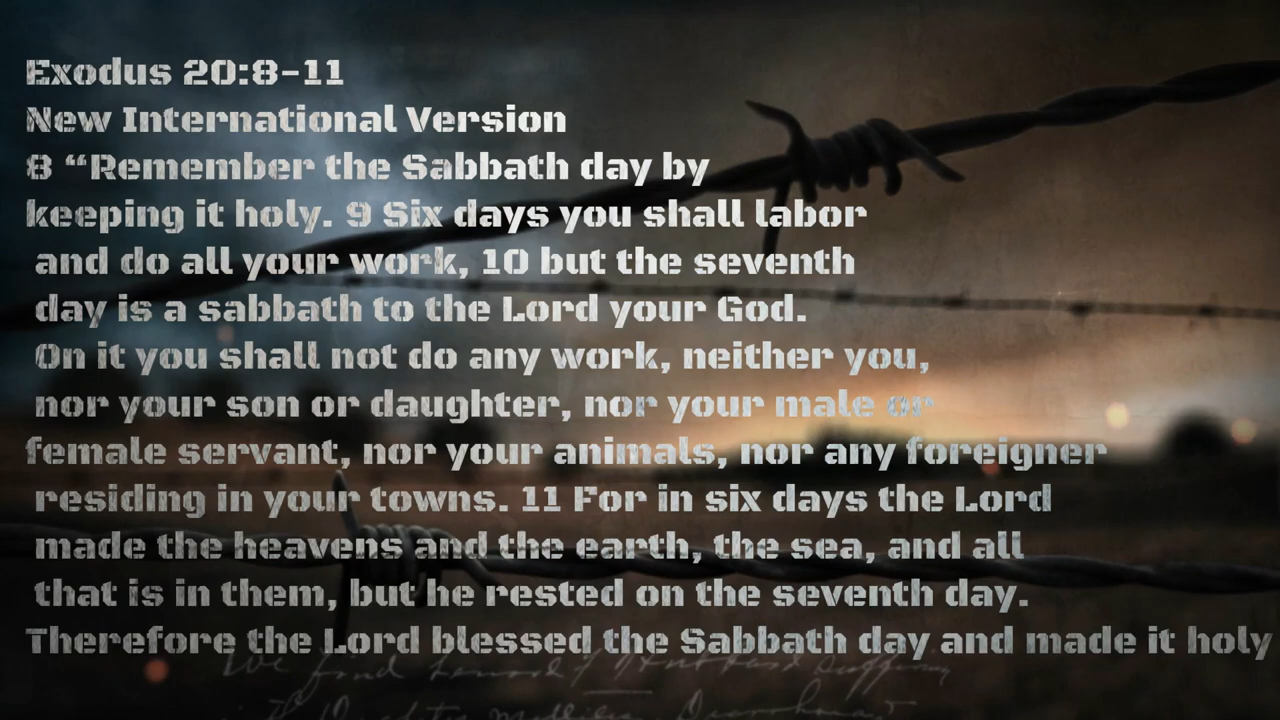 Exodus 20:8-11
New International Version
8 “Remember the Sabbath day by
keeping it holy. 9 Six days you shall labor
and do all your work, 10 but the seventh
day is a sabbath to the Lord your God.
On it you shall not do any work, neither you,
nor your son or daughter, nor your male or
female servant, nor your animals, nor any foreigner
residing in your towns. 11 For in six days the Lord
made the heavens and the earth, the sea, and all
that is in them, but he rested on the seventh day.
Therefore the Lord blessed the Sabbath day and made it holy
We find